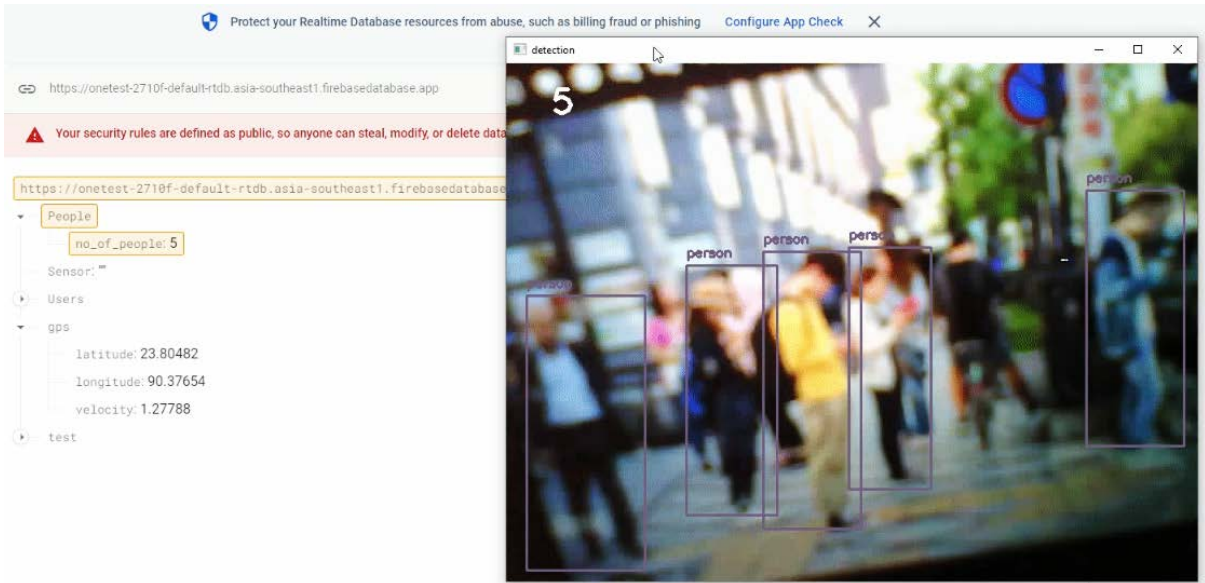 Protect your Realtime Database resources from abuse, such as billing fraud or phishing Configure App Check
detection
https://onetest-2710f-default-rtdb.asia-southeast1.firebasedatabase.app
Your security rules are defined as public, so anyone can steal, modify, or delete data
https://onetest-2710f-default-rtdb.asia-southeast1.firebasedatabase
People
no_of_people: 5
Sensor: ""
Users
gps
latitude: 23.80482
longitude: 90.37654
velocity: 1.27788
test
5
person
person
person
person
person